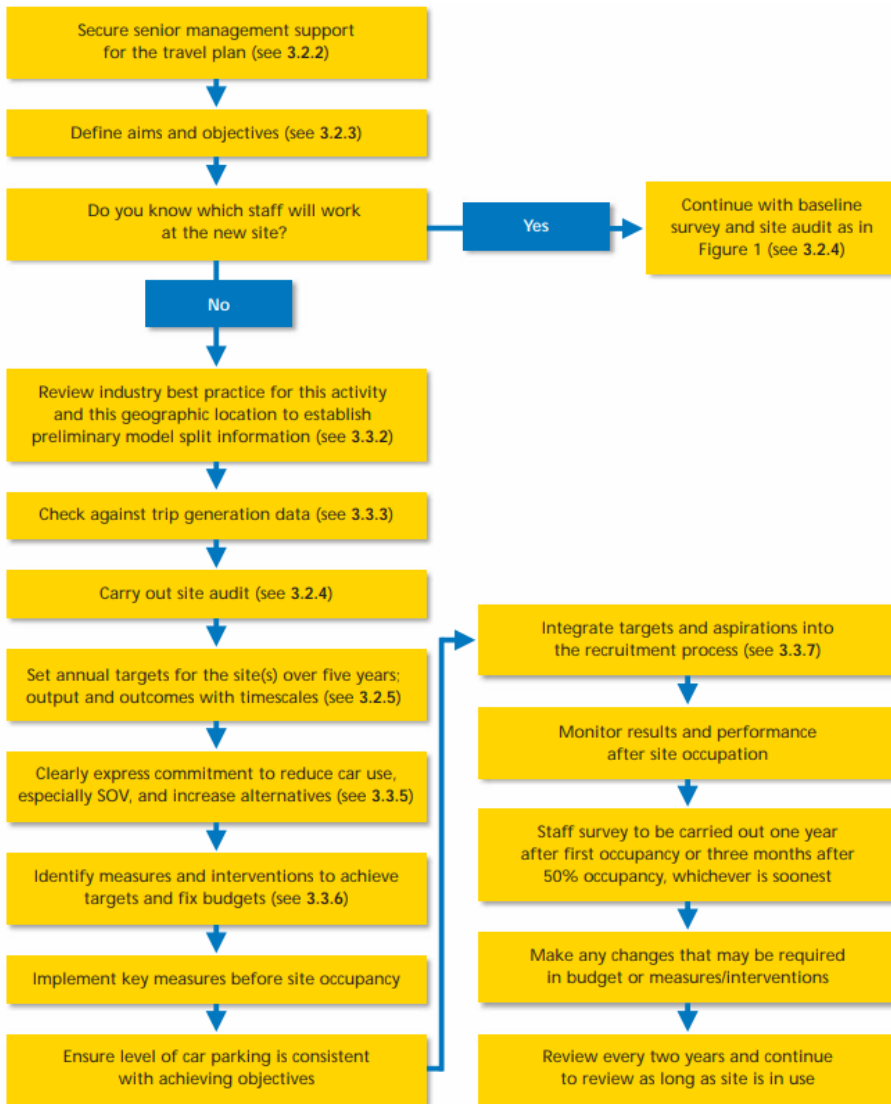 Secure senior management support
for the travel plan (see 3.2.2)
Define aims and objectives (see 3.2.3)
Do you know which staff will work
at the new site?
Yes
Continue with baseline
survey and site audit as in
Figure 1 (see 3.2.4)
No
Review industry best practice for this activity
and this geographic location to establish
preliminary model split information (see 3.3.2)
Check against trip generation data (see 3.3.3)
Carry out site audit (see 3.2.4)
Set annual targets for the site(s) over five years;
output and outcomes with timescales (see 3.2.5)
Clearly express commitment to reduce car use,
especially SOV, and increase alternatives (see 3.3.5)
Identify measures and interventions to achieve
targets and fix budgets (see 3.3.6)
Implement key measures before site occupancy
Ensure level of car parking is consistent
with achieving objectives
Integrate targets and aspirations into
the recruitment process (see 3.3.7)
Monitor results and performance
after site occupation
Staff survey to be carried out one year
after first occupancy or three months after
50% occupancy, whichever is soonest
Make any changes that may be required
in budget or measures/interventions
Review every two years and continue
to review as long as site is in use